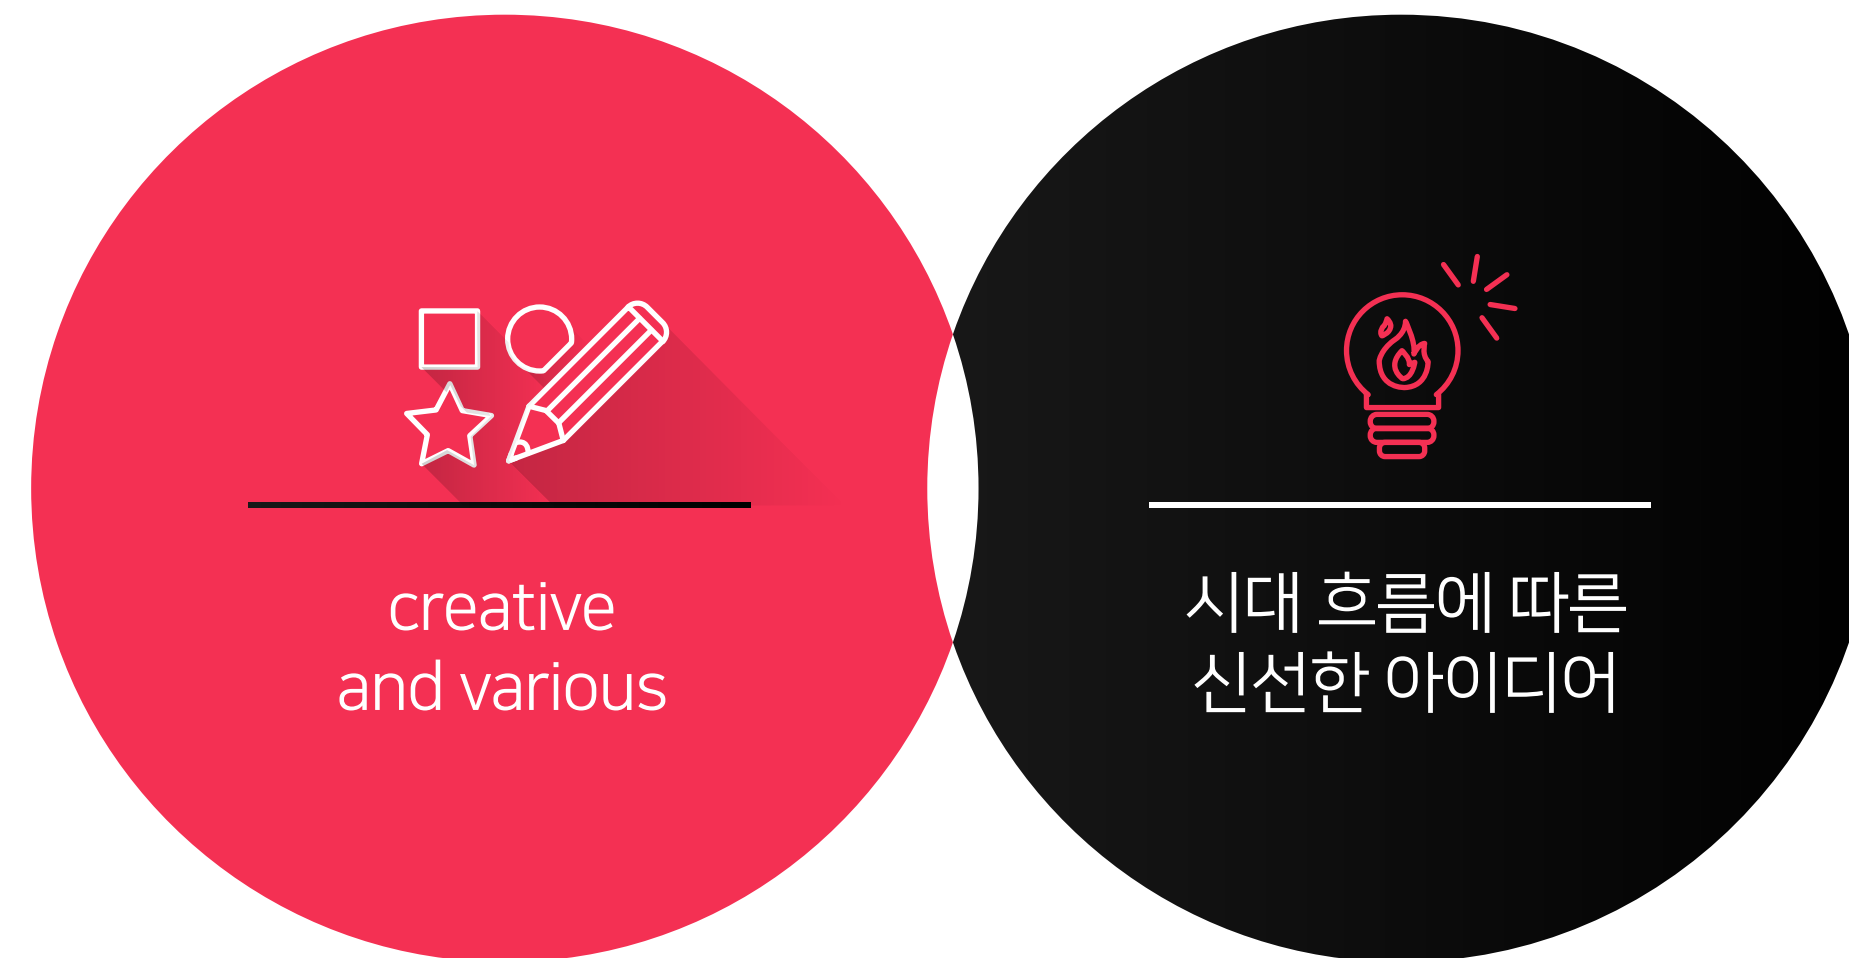 creative
and various
시대 흐름에 따른
신선한 아이디어